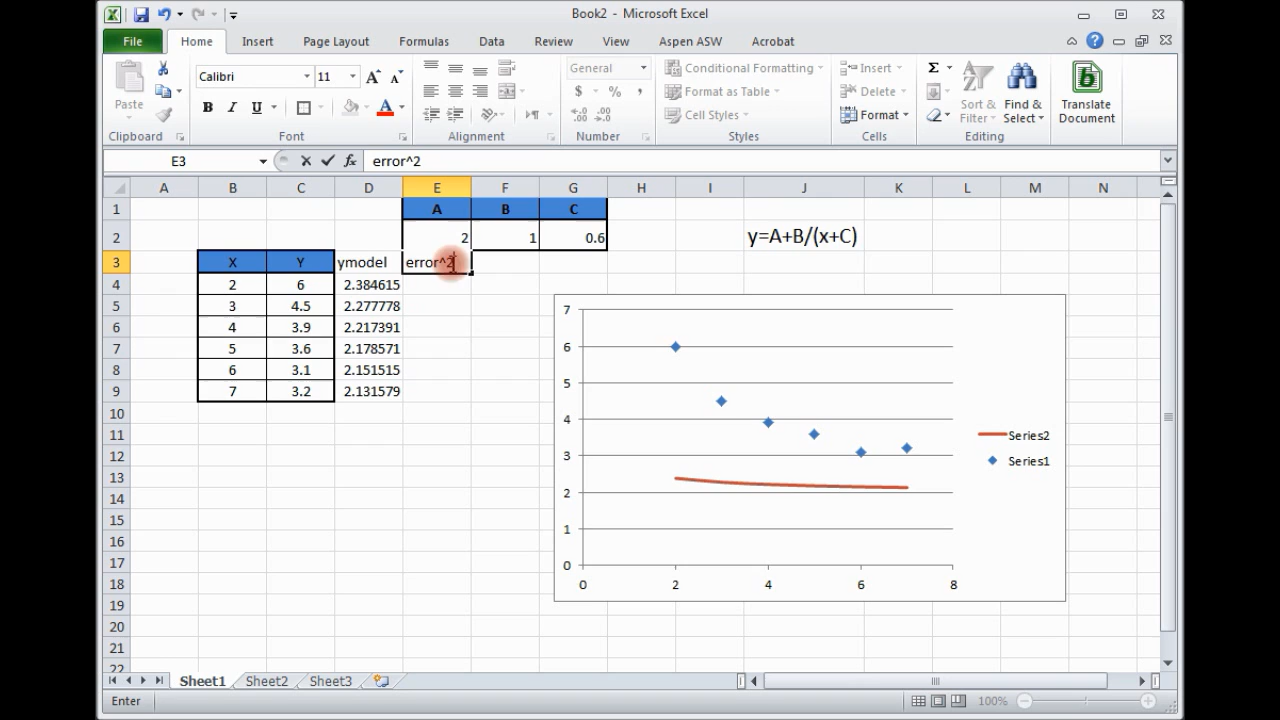 Book2 - Microsoft Excel
File Home Insert Page Layout Formulas Data Review View Aspen ASW Acrobat
Calibri 11 A A General Conditional Formatting Insert Σ
Paste B I U A $ % , Format as Table Delete Sort & Filter Find & Select Translate Document
Cell Styles Format
Clipboard Font Alignment Number Styles Cells Editing
E3 fx error^2
A B C D E F G H I J K L M N
1 A B C
2 2 1 0.6 y=A+B/(x+C)
3 X Y ymodel error^2
4 2 6 2.384615
5 3 4.5 2.277778
6 4 3.9 2.217391
7 5 3.6 2.178571
8 6 3.1 2.151515
9 7 3.2 2.131579
10
11
12
13
14
15
16
17
18
19
20
21
22
7
6
5
4
3
2
1
0
0 2 4 6 8
Series2
Series1
Sheet1 Sheet2 Sheet3
Enter 100%